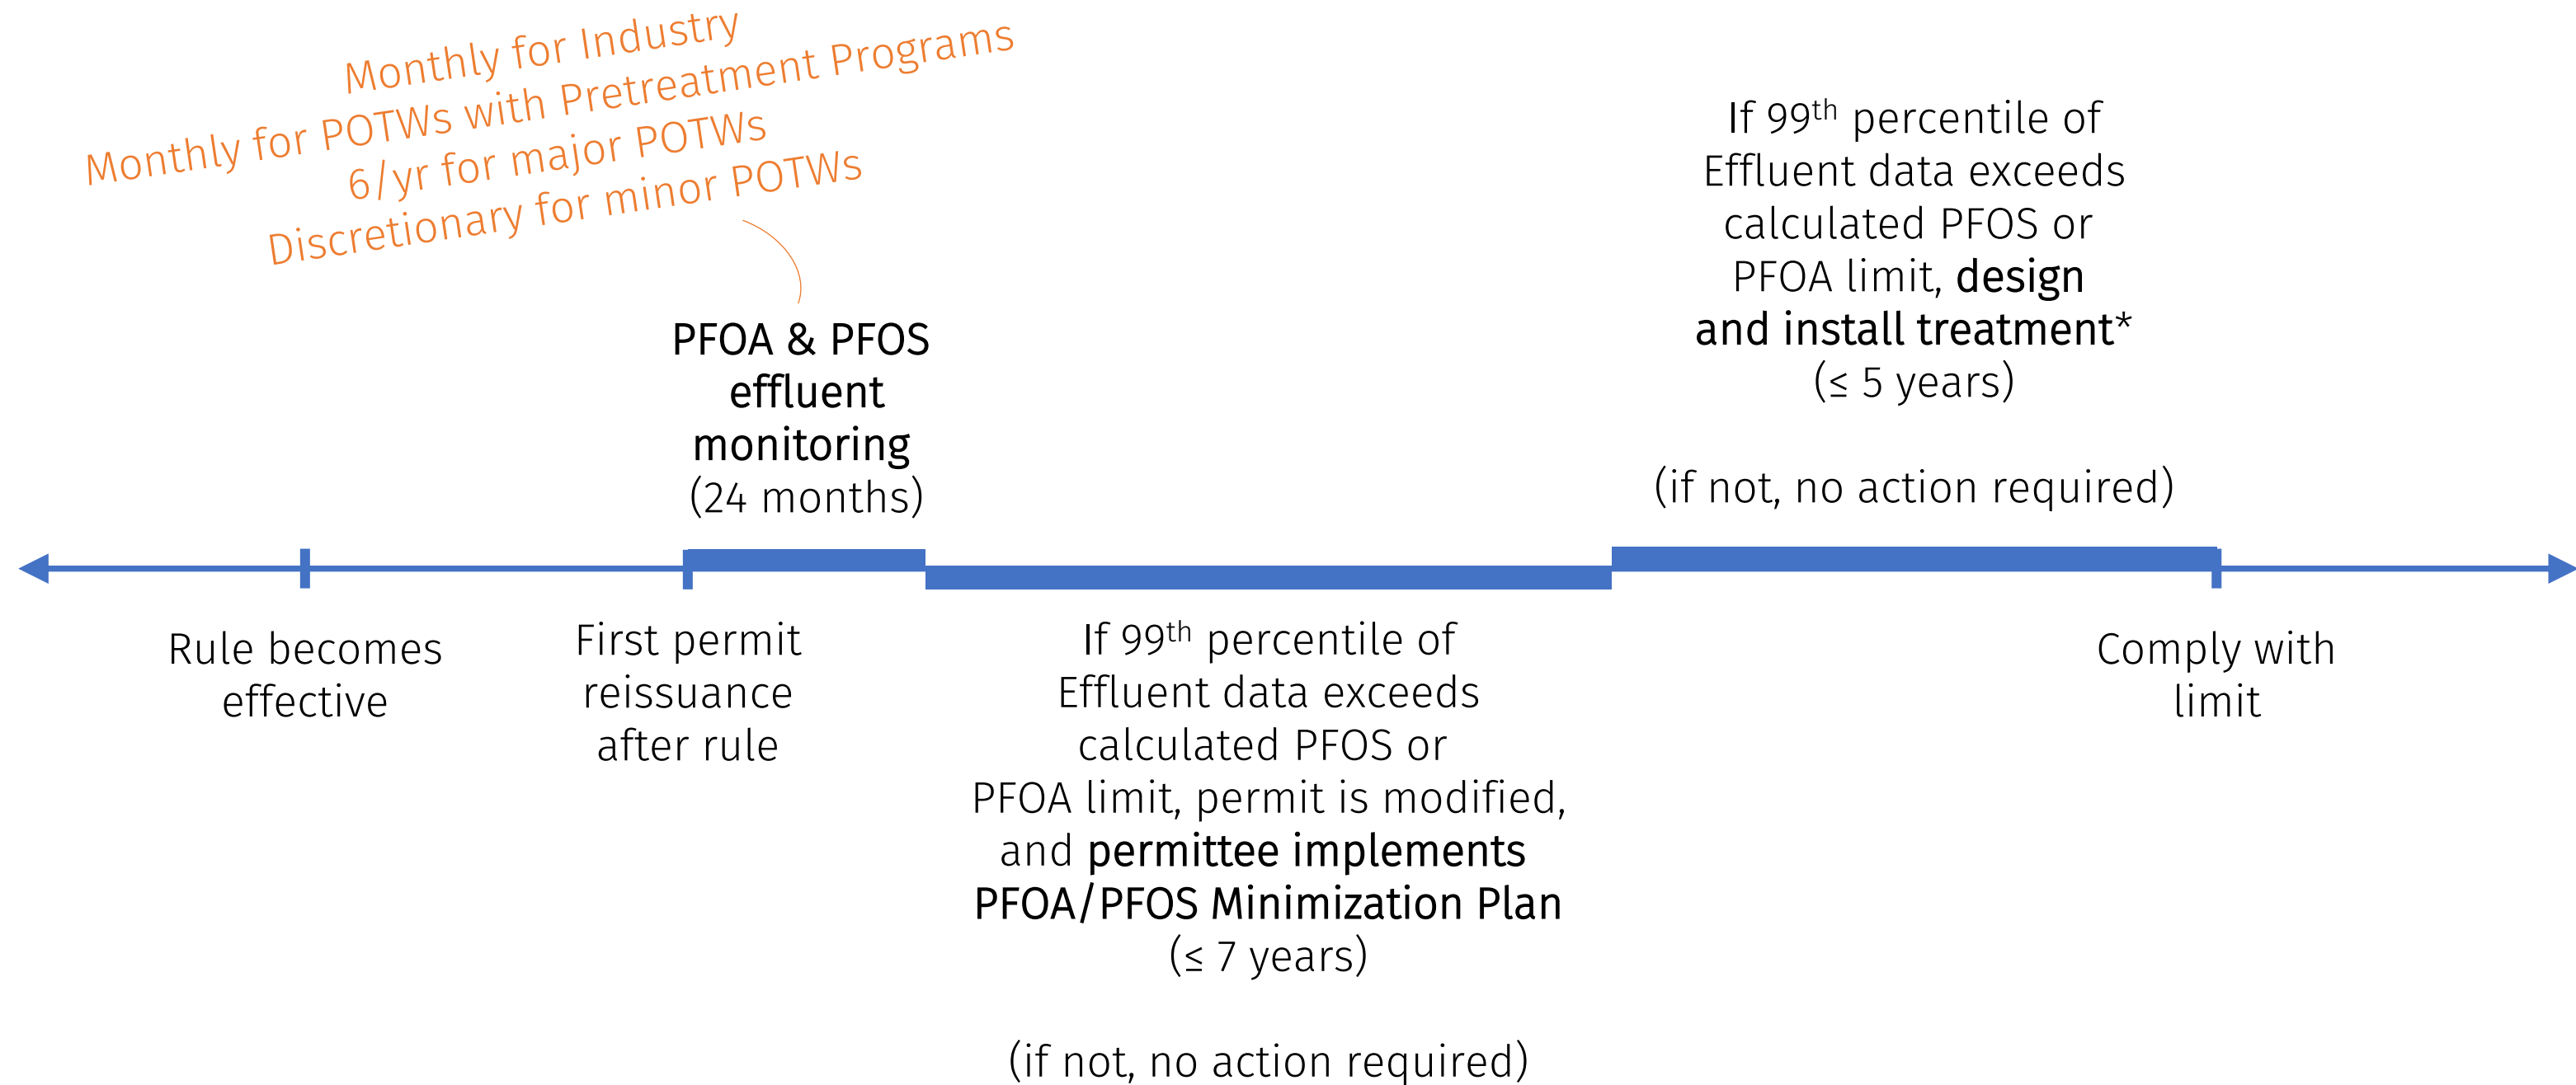 Monthly for Industry
Monthly for POTWs with Pretreatment Programs
6/yr for major POTWs
Discretionary for minor POTWs
PFOA & PFOS
effluent
monitoring
(24 months)
If 99th percentile of
Effluent data exceeds
calculated PFOS or
PFOA limit, design
and install treatment*
(≤ 5 years)
(if not, no action required)
Rule becomes
effective
First permit
reissuance
after rule
If 99th percentile of
Effluent data exceeds
calculated PFOS or
PFOA limit, permit is modified,
and permittee implements
PFOA/PFOS Minimization Plan
(≤ 7 years)
(if not, no action required)
Comply with
limit